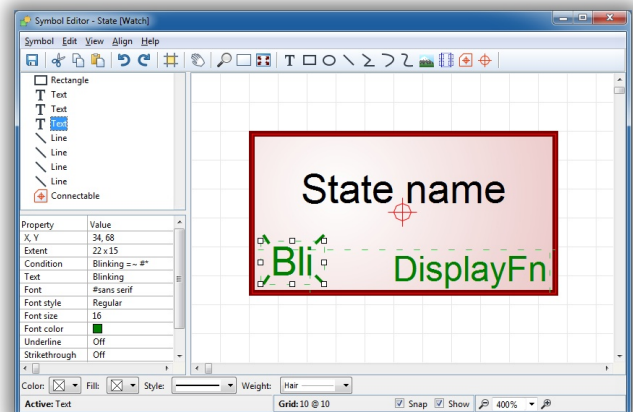 Symbol Editor - State [Watch]
Symbol Edit View Align Help
Rectangle
T Text
T Text
T Text
Line
Line
Line
Line
Connectable
Property Value
X, Y 34, 68
Extent 22 x 15
Condition Blinking =~ #*
Text Blinking
Font #sans serif
Font style Regular
Font size 16
Font color
Underline Off
Strikethrough Off
State name
Bli
DisplayFn
Color: Fill: Style: Weight: Hair
Active: Text Grid: 10 @ 10 Snap Show 400%